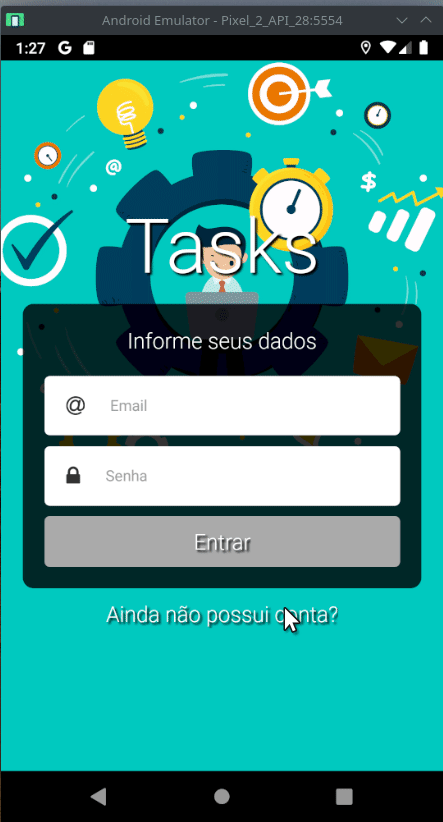 Android Emulator - Pixel_2_API_28:5554
1:27 G
@
$
Tasks
Informe seus dados
@ Email
Senha
Entrar
Ainda não possui conta?